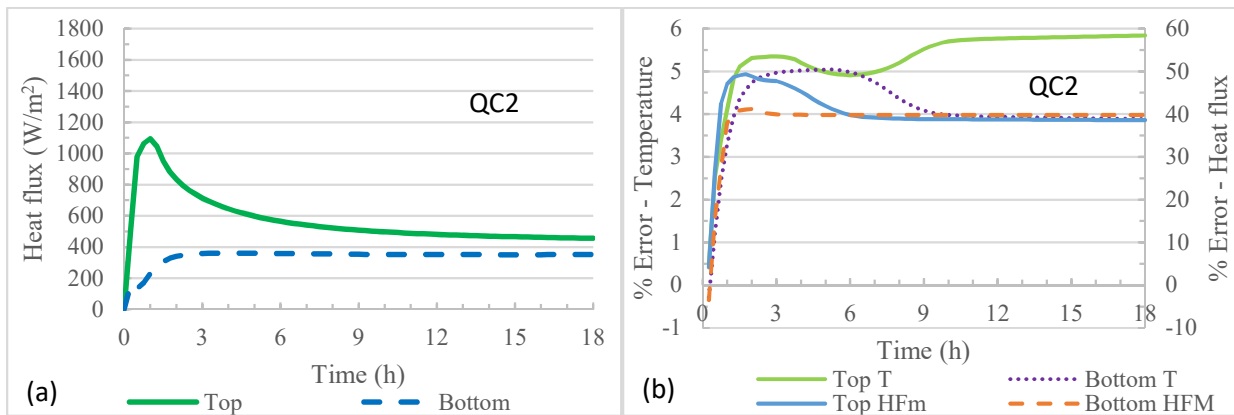 Heat flux (W/m²)
1800
1600
1400
1200
1000
800
600
400
200
0
QC2
0 3 6 9 12 15 18
Time (h)
(a)
Top Bottom
% Error - Temperature
6
5
4
3
2
1
0
-1
QC2
60
50
40
30
20
10
0
-10
% Error - Heat flux
0 3 6 9 12 15 18
Time (h)
(b)
Top T Bottom T
Top HFm Bottom HFM